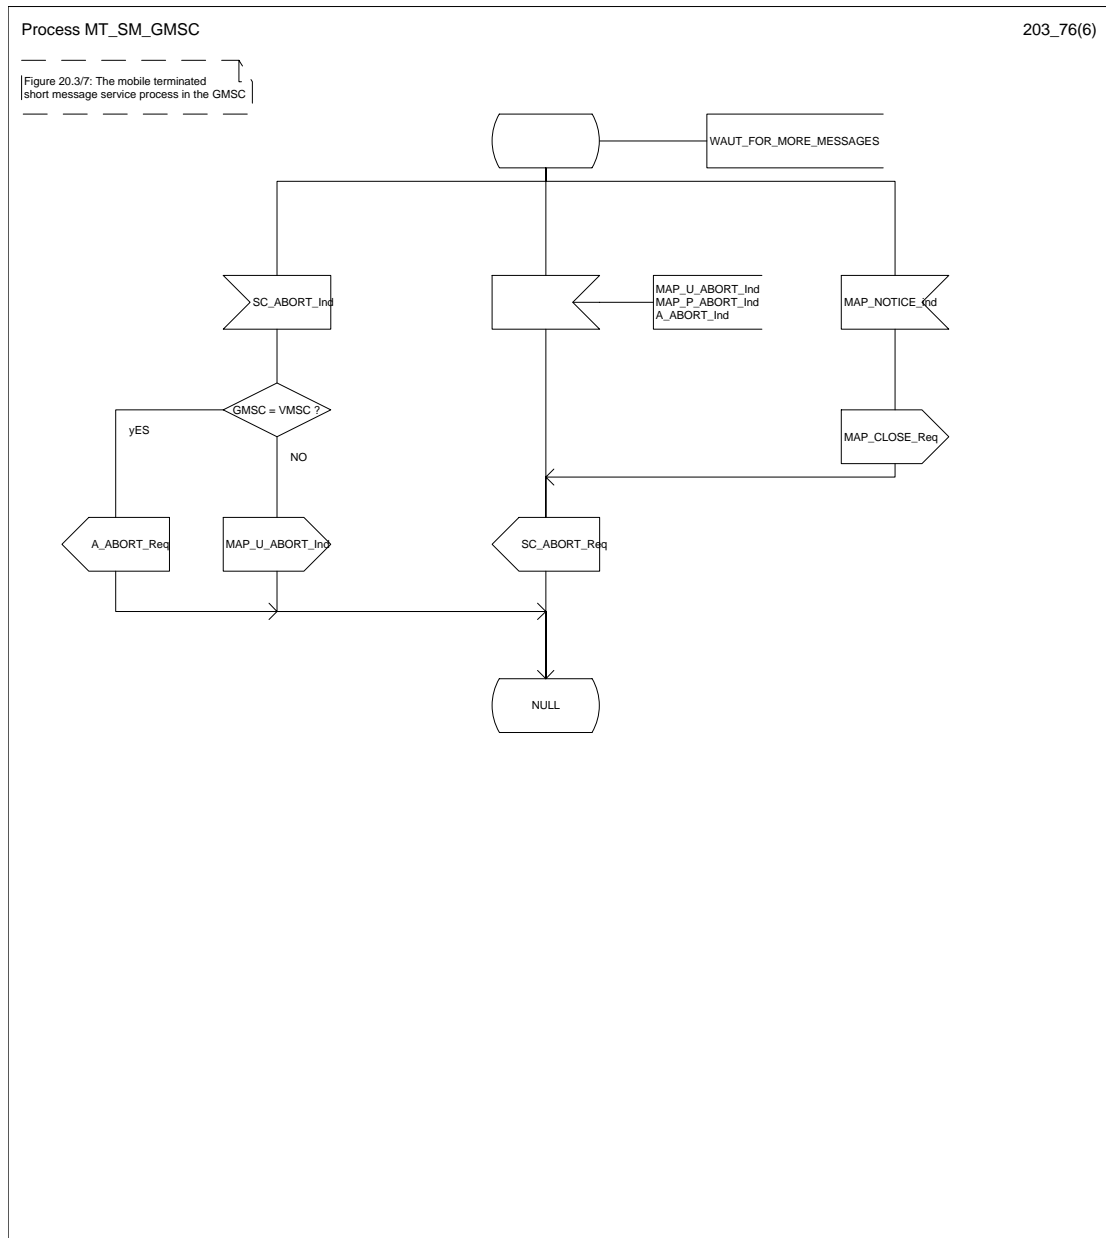 Process MT_SM_GMSC
203_76(6)
Figure 20.3/7: The mobile terminated
short message service process in the GMSC
WAUT_FOR_MORE_MESSAGES
SC_ABORT_Ind
MAP_U_ABORT_Ind
MAP_P_ABORT_Ind
A_ABORT_Ind
MAP_NOTICE_Ind
GMSC = VMSC ?
yES
NO
MAP_CLOSE_Req
A_ABORT_Req
MAP_U_ABORT_Ind
SC_ABORT_Req
NULL